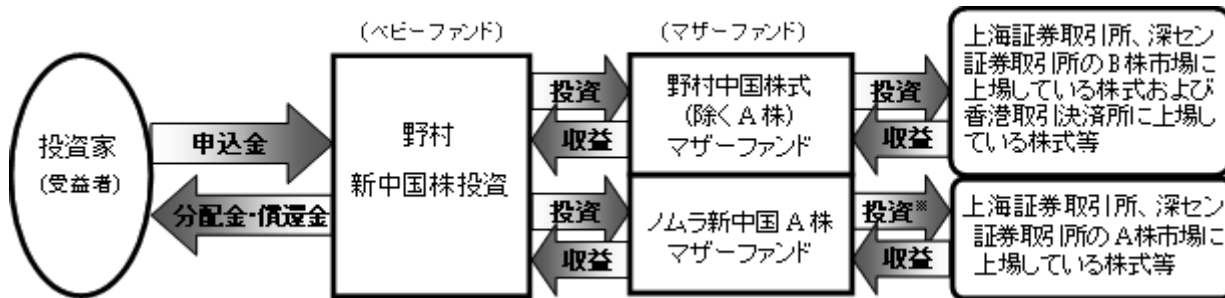 (ベビーファンド)
(マザーファンド)
投資家
(受益者)
申込金
分配金・償還金
野村
新中国株投資
投資
収益
投資
収益
野村中国株式
(除くA株)
マザーファンド
ノムラ新中国A株
マザーファンド
投資
収益
投資※
収益
上海証券取引所、深セン
証券取引所のB株市場に
上場している株式および
香港取引決済所に上場し
ている株式等
上海証券取引所、深セン
証券取引所のA株市場に
上場している株式等